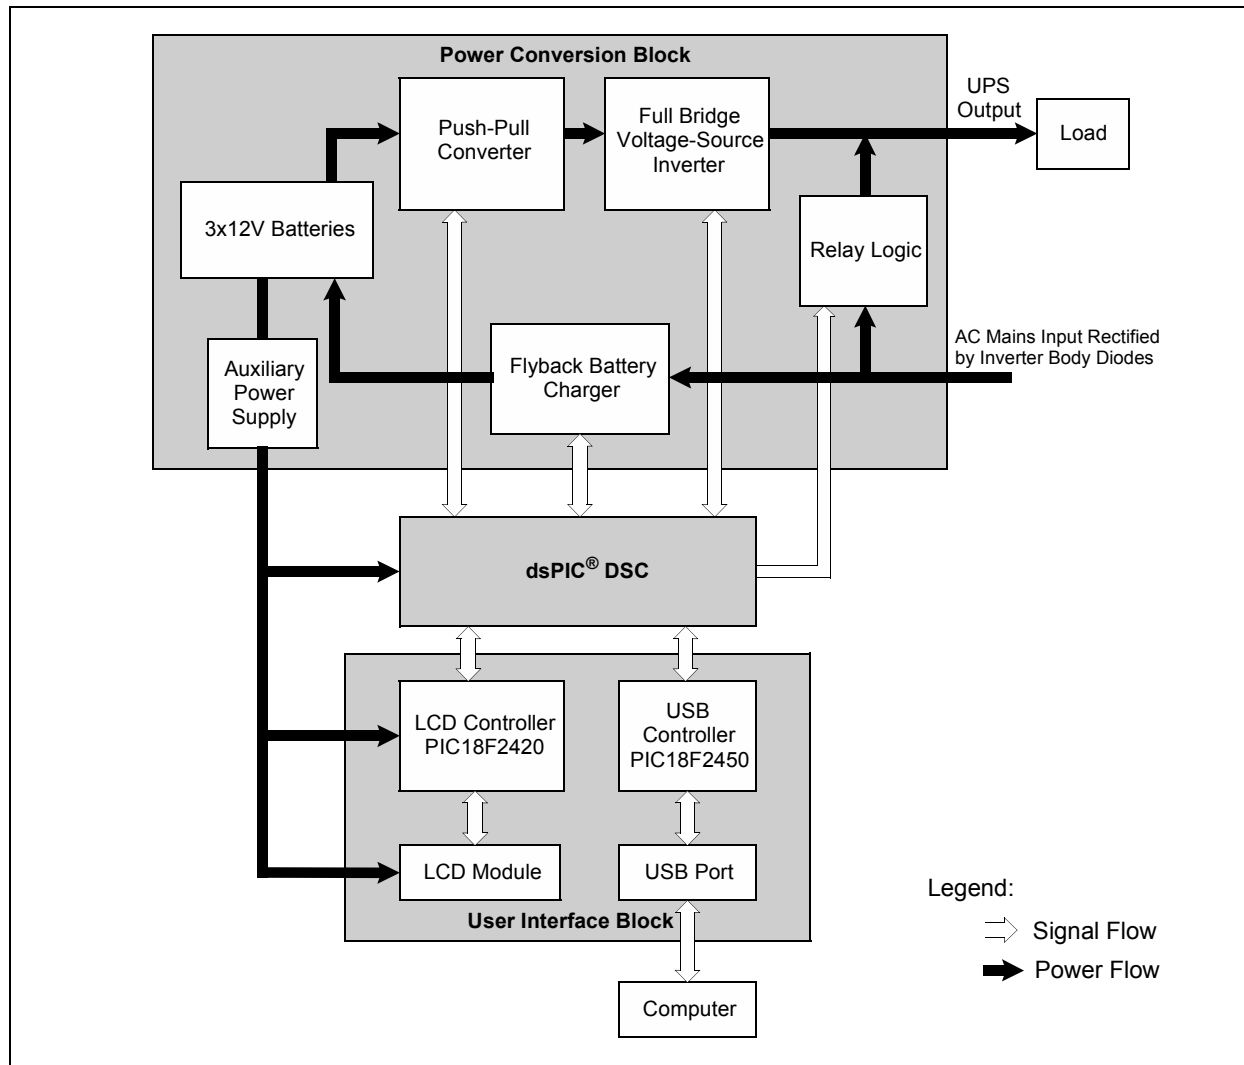 Power Conversion Block
Push-Pull
Converter
Full Bridge
Voltage-Source
Inverter
UPS
Output
Load
3x12V Batteries
Relay Logic
Auxiliary
Power
Supply
Flyback Battery
Charger
AC Mains Input Rectified
by Inverter Body Diodes
dsPIC® DSC
LCD Controller
PIC18F2420
USB
Controller
PIC18F2450
LCD Module
USB Port
User Interface Block
Computer
Legend:
Signal Flow
Power Flow